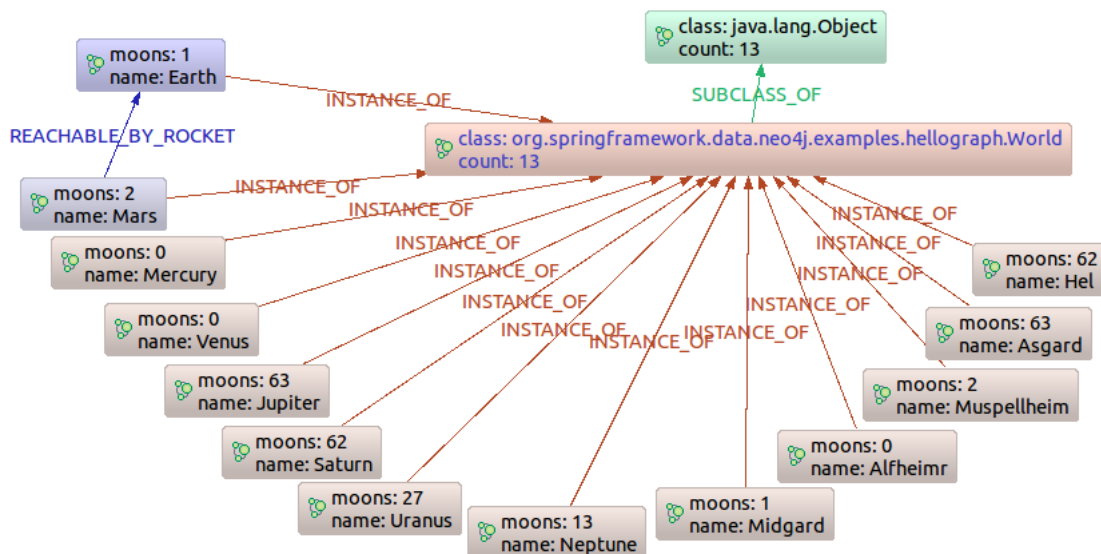 moons: 1
name: Earth
class: java.lang.Object
count: 13
INSTANCE_OF
SUBCLASS_OF
REACHABLE_BY_ROCKET
class: org.springframework.data.neo4j.examples.hellograph.World
count: 13
moons: 2
name: Mars
INSTANCE_OF
INSTANCE_OF
INSTANCE_OF
moons: 0
name: Mercury
INSTANCE_OF
INSTANCE_OF
moons: 62
name: Hel
INSTANCE_OF
INSTANCE_OF
INSTANCE_OF
INSTANCE_OF
moons: 0
name: Venus
INSTANCE_OF
INSTANCE_OF
INSTANCE_OF
moons: 63
name: Asgard
moons: 63
name: Jupiter
moons: 2
name: Muspellheim
moons: 62
name: Saturn
moons: 0
name: Alfheimr
moons: 27
name: Uranus
moons: 13
name: Neptune
moons: 1
name: Midgard